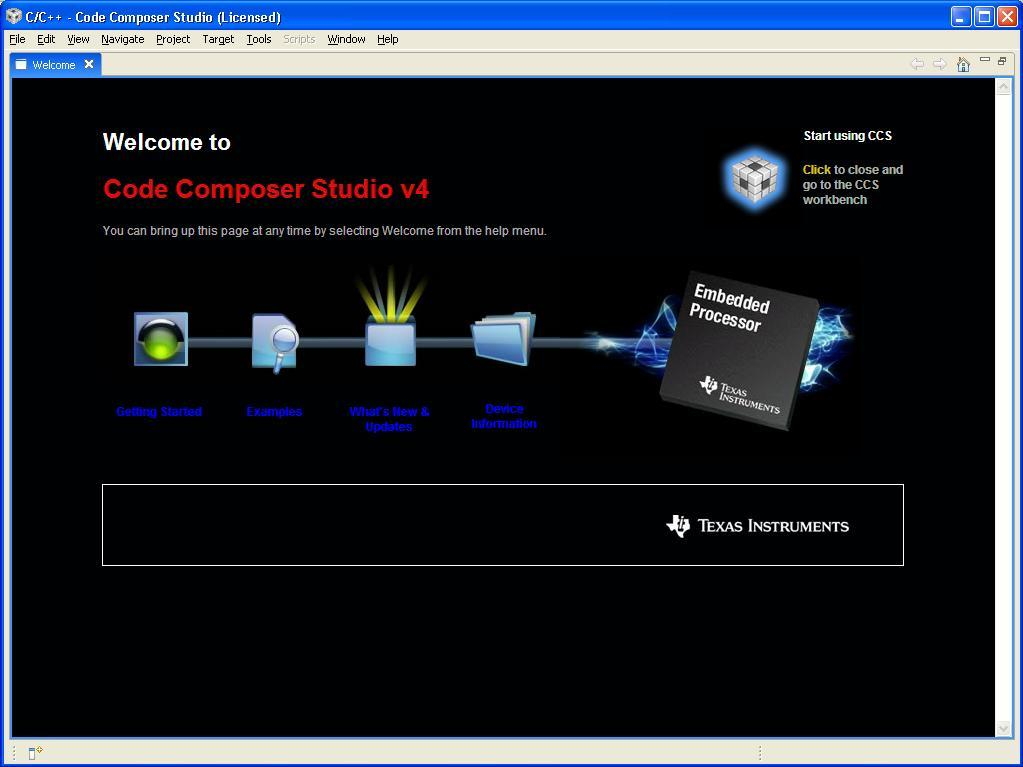 C/C++ - Code Composer Studio (Licensed)
File Edit View Navigate Project Target Tools Scripts Window Help
Welcome
Welcome to
Code Composer Studio v4
You can bring up this page at any time by selecting Welcome from the help menu.
Start using CCS
Click to close and
go to the CCS
workbench
Embedded
Processor
TEXAS
INSTRUMENTS
Getting Started
Examples
What's New &
Updates
Device
Information
TEXAS INSTRUMENTS